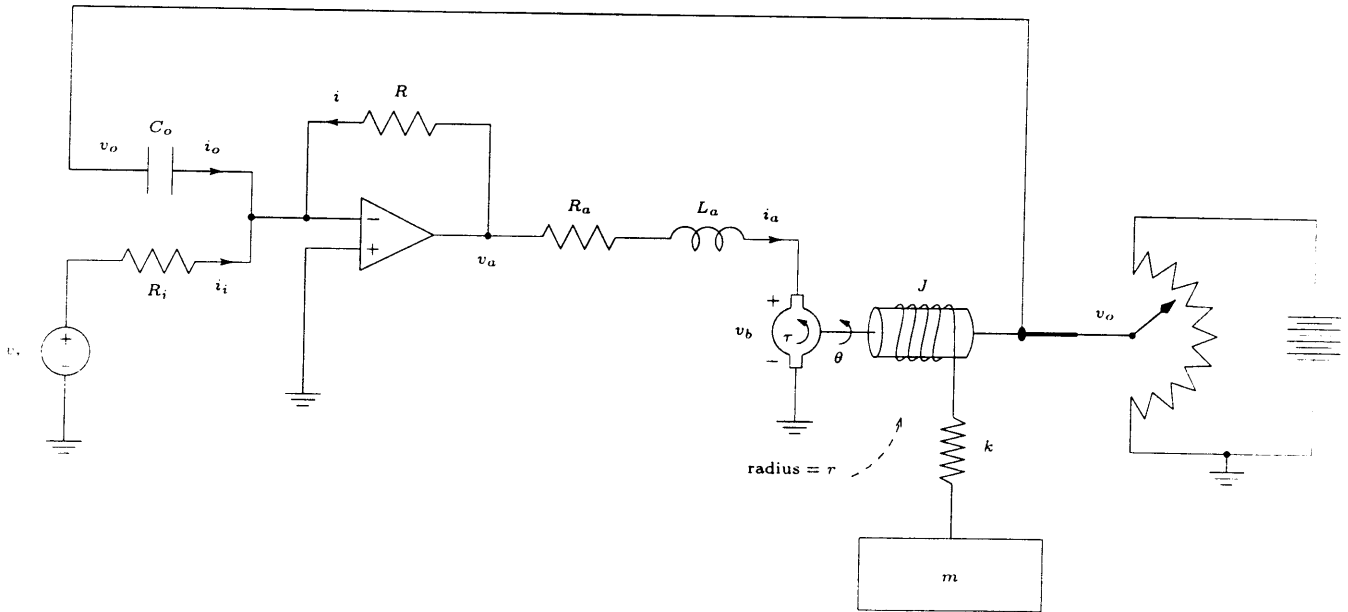 i
R
C_o
v_o
i_o
−
+
R_a
L_a
i_a
v_a
R_i
i_i
+
−
+
v_b
−
τ
θ
J
v_o
radius = r
k
m